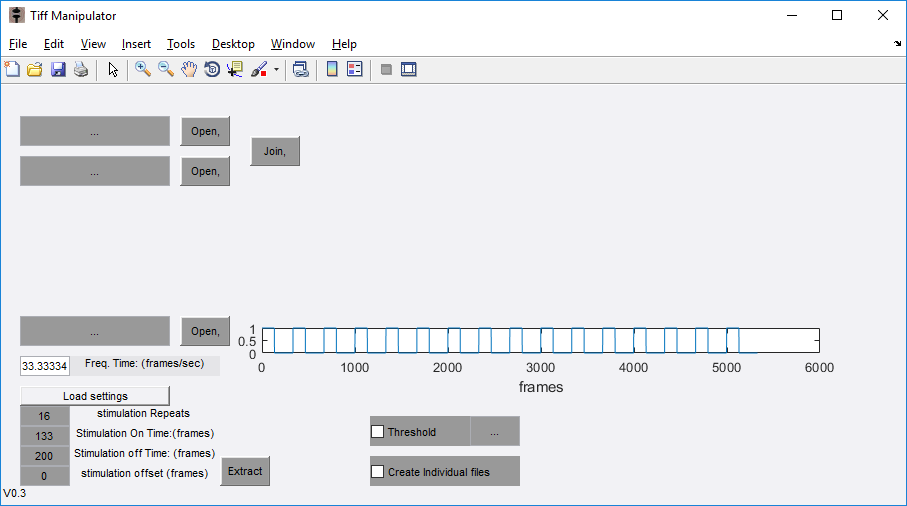 Tiff Manipulator
File Edit View Insert Tools Desktop Window Help
... Open,
Join,
... Open,
... Open,
1
0.5
0
0 1000 2000 3000 4000 5000 6000
frames
33.33334 Freq. Time: (frames/sec)
Load settings
16 stimulation Repeats
133 Stimulation On Time:(frames)
200 Stimulation off Time: (frames)
0 stimulation offset (frames)
Extract
Threshold ...
Create Individual files
V0.3